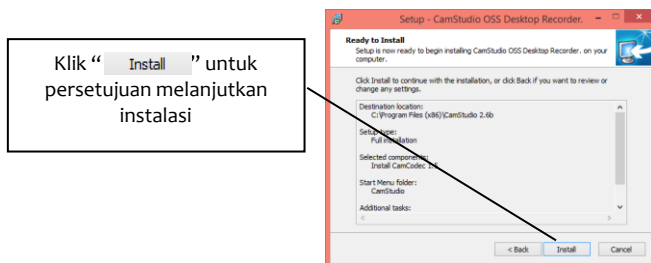 Klik “ Install ” untuk
persetujuan melanjutkan
instalasi
Setup - CamStudio OSS Desktop Recorder.
Ready to Install
Setup is now ready to begin installing CamStudio OSS Desktop Recorder. on your
computer.
Click Install to continue with the installation, or click Back if you want to review or
change any settings.
Destination location:
C:\Program Files (x86)\CamStudio 2.6b
Setup type:
Full installation
Selected components:
Install CamCodec 1.5
Start Menu folder:
CamStudio
Additional tasks:
< Back Install Cancel